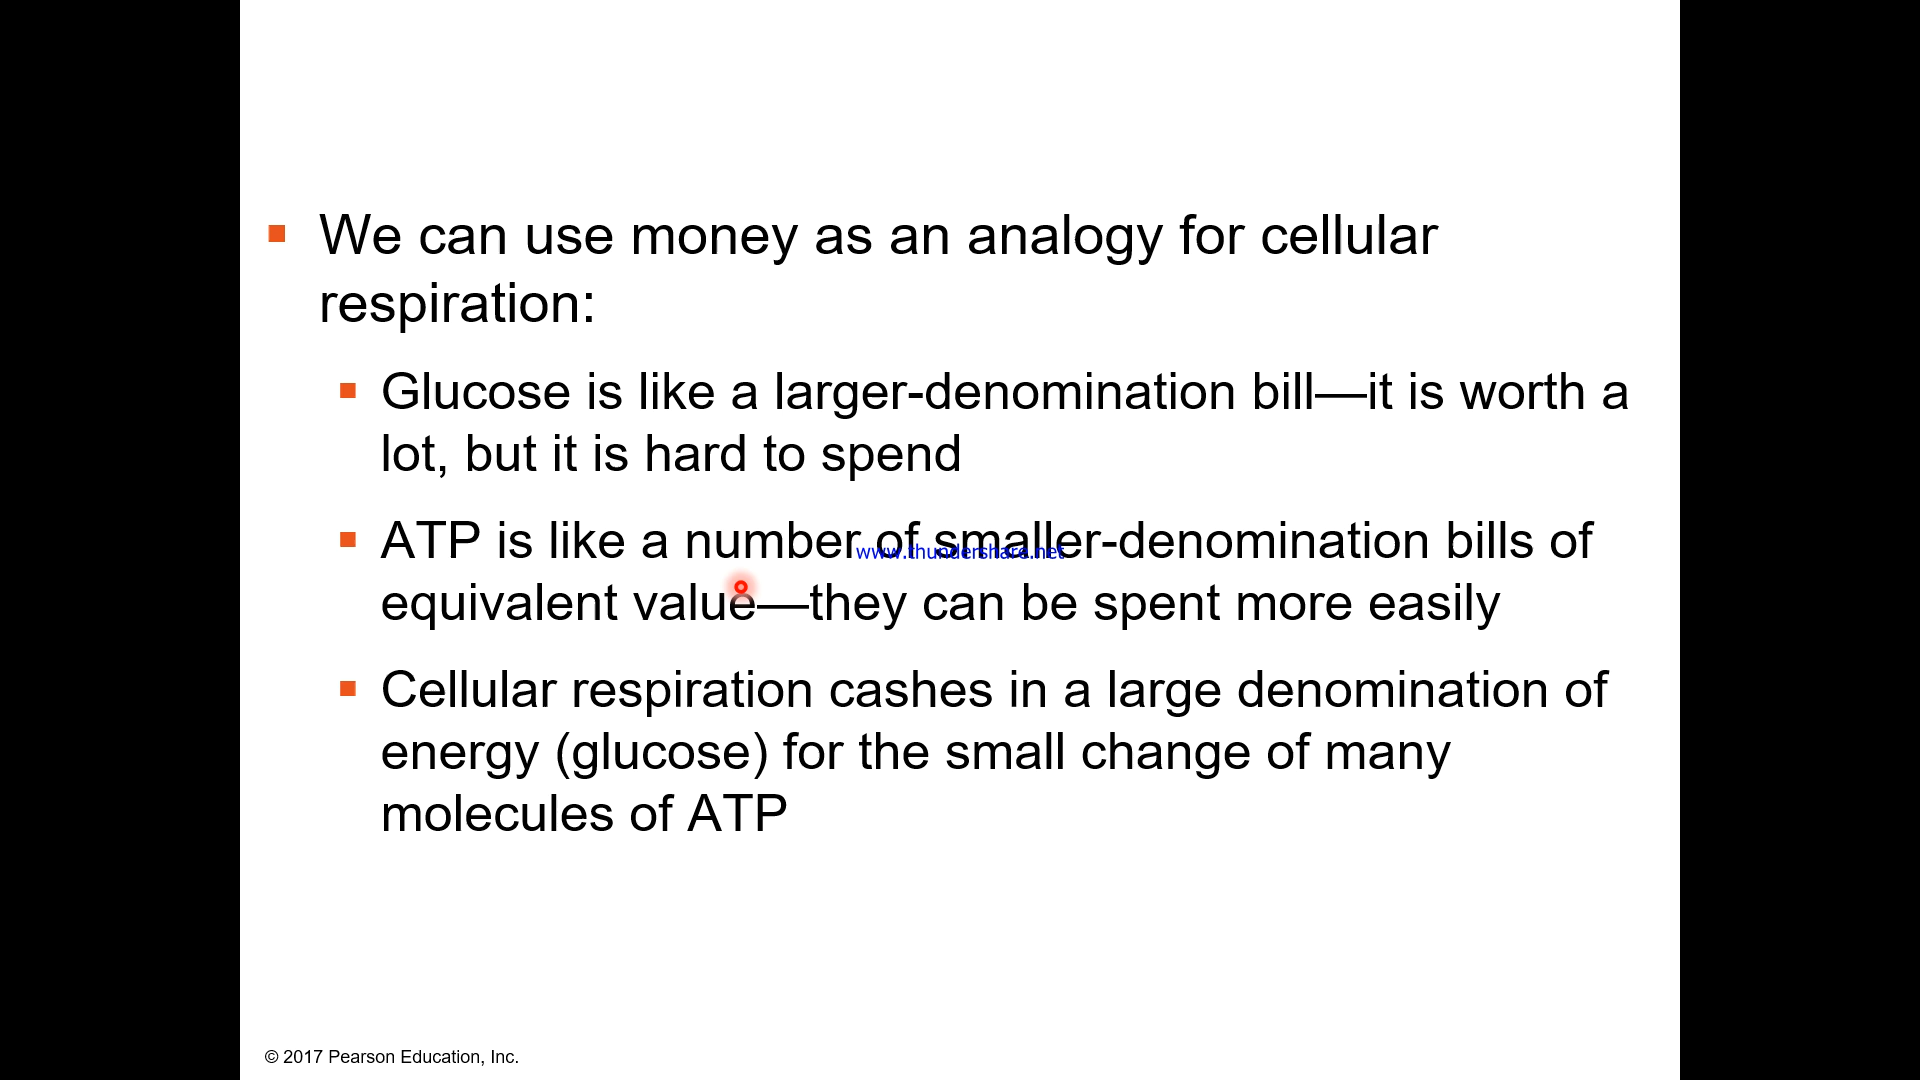 We can use money as an analogy for cellular
respiration:
Glucose is like a larger-denomination bill—it is worth a
lot, but it is hard to spend
ATP is like a number of smaller-denomination bills of
www.thundershare.net
equivalent value—they can be spent more easily
Cellular respiration cashes in a large denomination of
energy (glucose) for the small change of many
molecules of ATP
© 2017 Pearson Education, Inc.